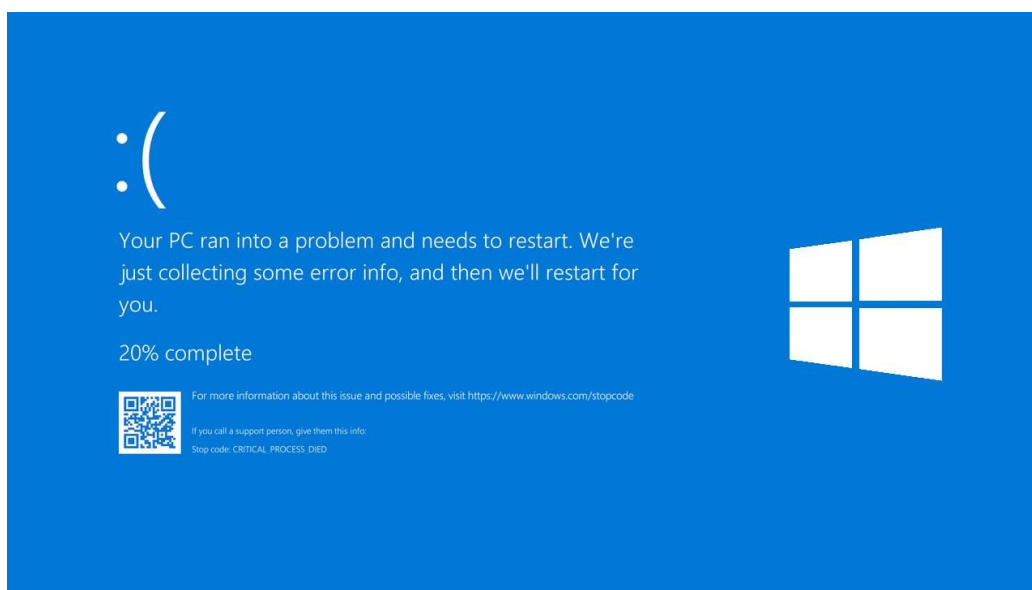 :(
Your PC ran into a problem and needs to restart. We're
just collecting some error info, and then we'll restart for
you.
20% complete
For more information about this issue and possible fixes, visit https://www.windows.com/stopcode
If you call a support person, give them this info:
Stop code: CRITICAL_PROCESS_DIED